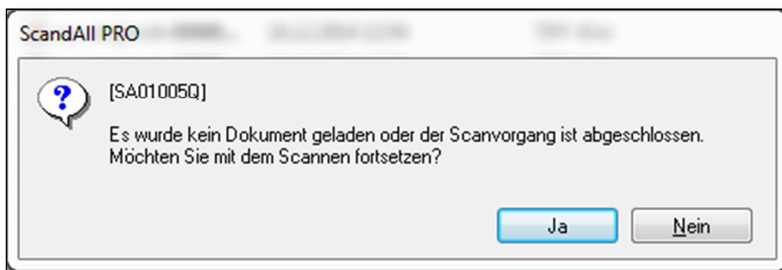 ScandAll PRO
[SA01005Q]
Es wurde kein Dokument geladen oder der Scanvorgang ist abgeschlossen.
Möchten Sie mit dem Scannen fortsetzen?
Ja
Nein